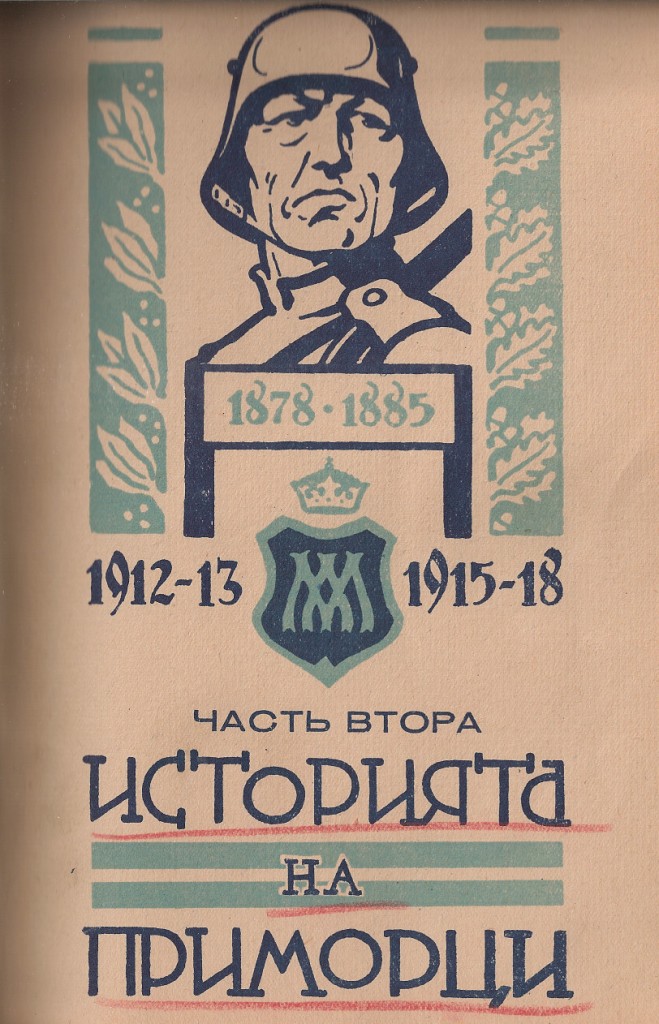 1878 · 1885
1912-13 1915-18
ЧАСТЬ ВТОРА
ИСТОРИЯТА
НА
ПРИМОРЦИ